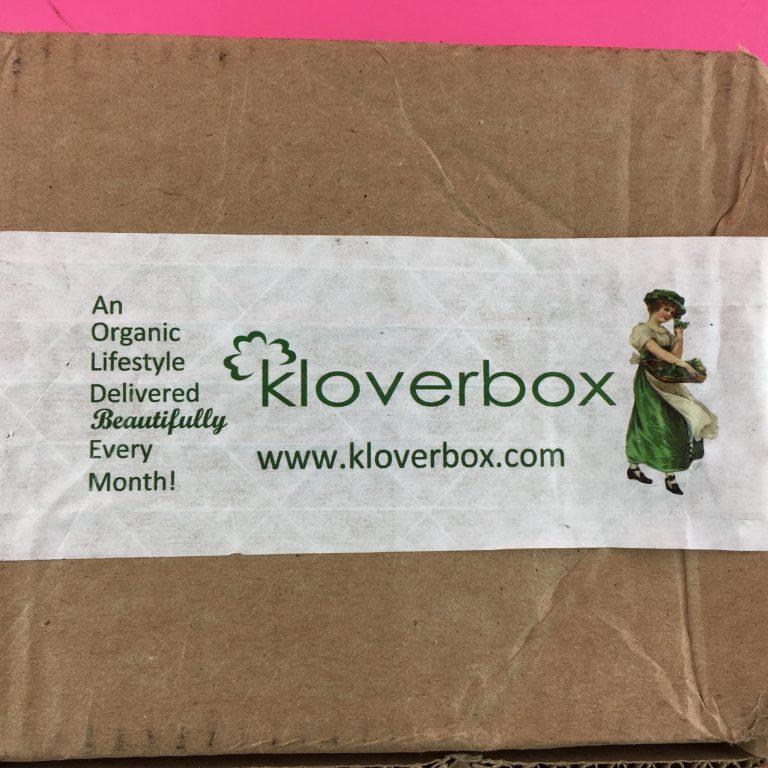 An
Organic
Lifestyle
Delivered
Beautifully
Every
Month!
kloverbox
www.kloverbox.com